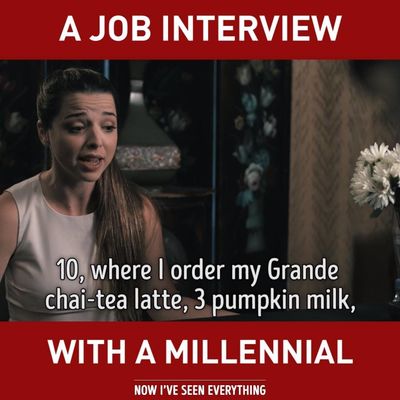 A JOB INTERVIEW
10, where I order my Grande
chai-tea latte, 3 pumpkin milk,
WITH A MILLENNIAL
NOW I'VE SEEN EVERYTHING